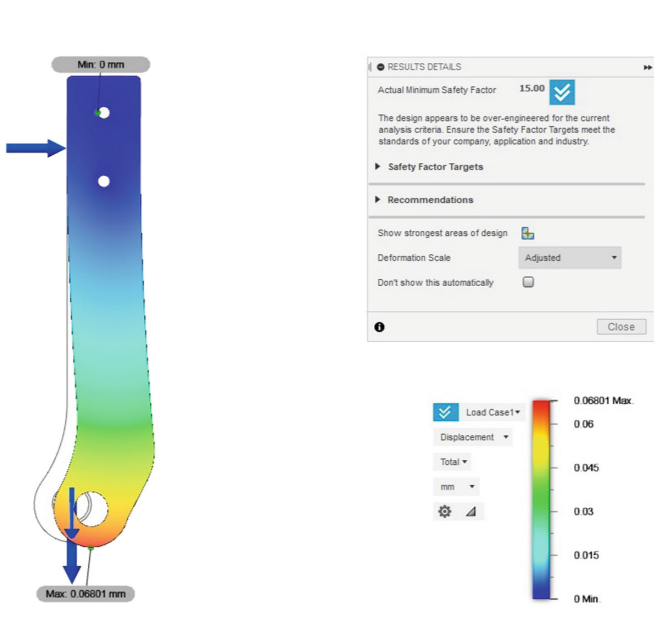 Min: 0 mm
Max: 0.06801 mm
RESULTS DETAILS
Actual Minimum Safety Factor 15.00
The design appears to be over-
engineered for the current
analysis criteria. Ensure the Safety Factor Targets meet the
standards of your company, application and industry.
Safety Factor Targets
Recommendations
Show strongest areas of design
Deformation Scale Adjusted
Don't show this automatically
Close
Load Case1
Displacement
Total
mm
0.06801 Max.
0.06
0.045
0.03
0.015
0 Min.